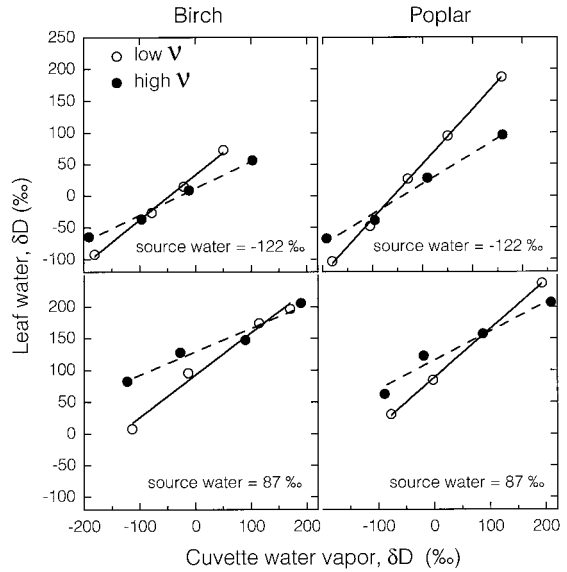 Birch
Poplar
250
200
150
100
50
0
-50
-100
low ν
high ν
source water = -122 ‰
source water = -122 ‰
Leaf water, δD (‰)
200
150
100
50
0
-50
-100
source water = 87 ‰
source water = 87 ‰
-200 -100 0 100 200
-100 0 100 200
Cuvette water vapor, δD (‰)